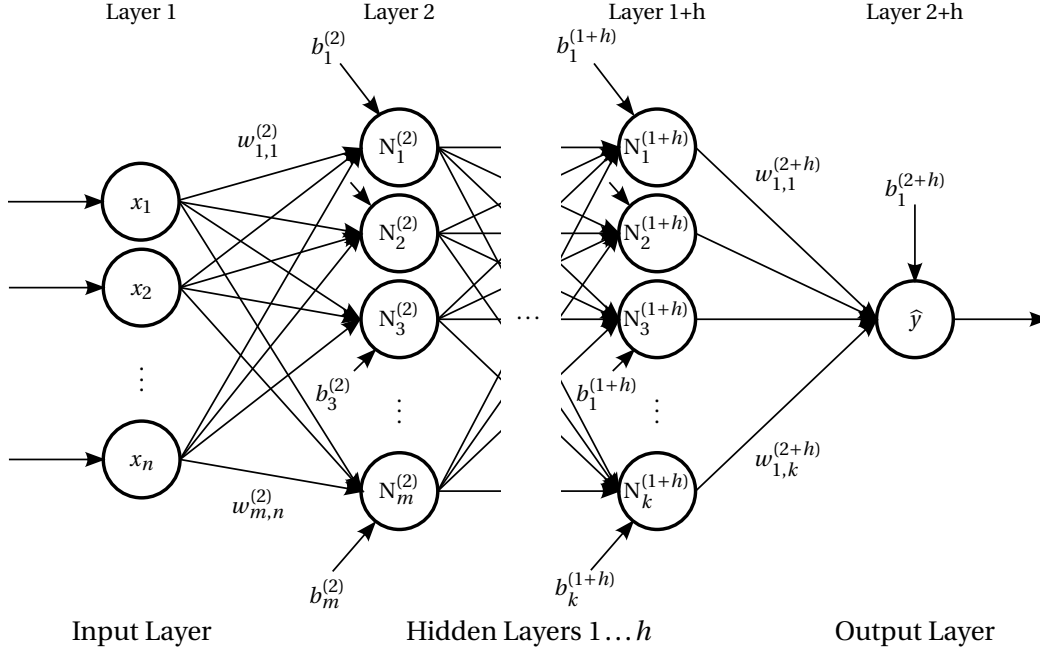 Layer 1 Layer 2 Layer 1+h Layer 2+h
b_1^{(2)} b_1^{(1+h)}
w_{1,1}^{(2)} N_1^{(2)} N_1^{(1+h)} w_{1,1}^{(2+h)}
x_1 N_2^{(2)} N_2^{(1+h)} b_1^{(2+h)}
x_2 N_3^{(2)} … N_3^{(1+h)} ŷ
⋮ b_3^{(2)} ⋮ b_1^{(1+h)} ⋮
x_n N_m^{(2)} N_k^{(1+h)} w_{1,k}^{(2+h)}
w_{m,n}^{(2)}
b_m^{(2)} b_k^{(1+h)}
Input Layer Hidden Layers 1…h Output Layer